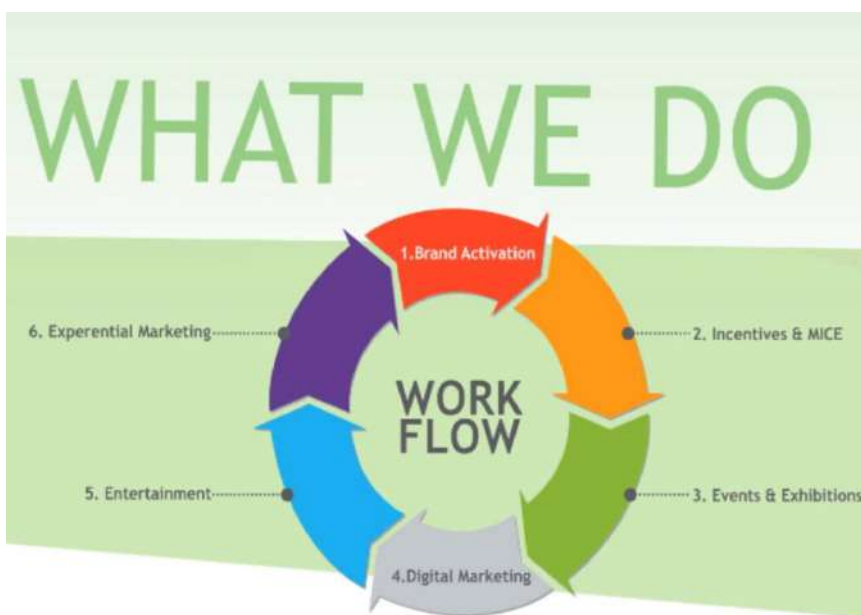 WHAT WE DO
1.Brand Activation
2. Incentives & MICE
3. Events & Exhibitions
4.Digital Marketing
5. Entertainment
6. Experential Marketing
WORK
FLOW